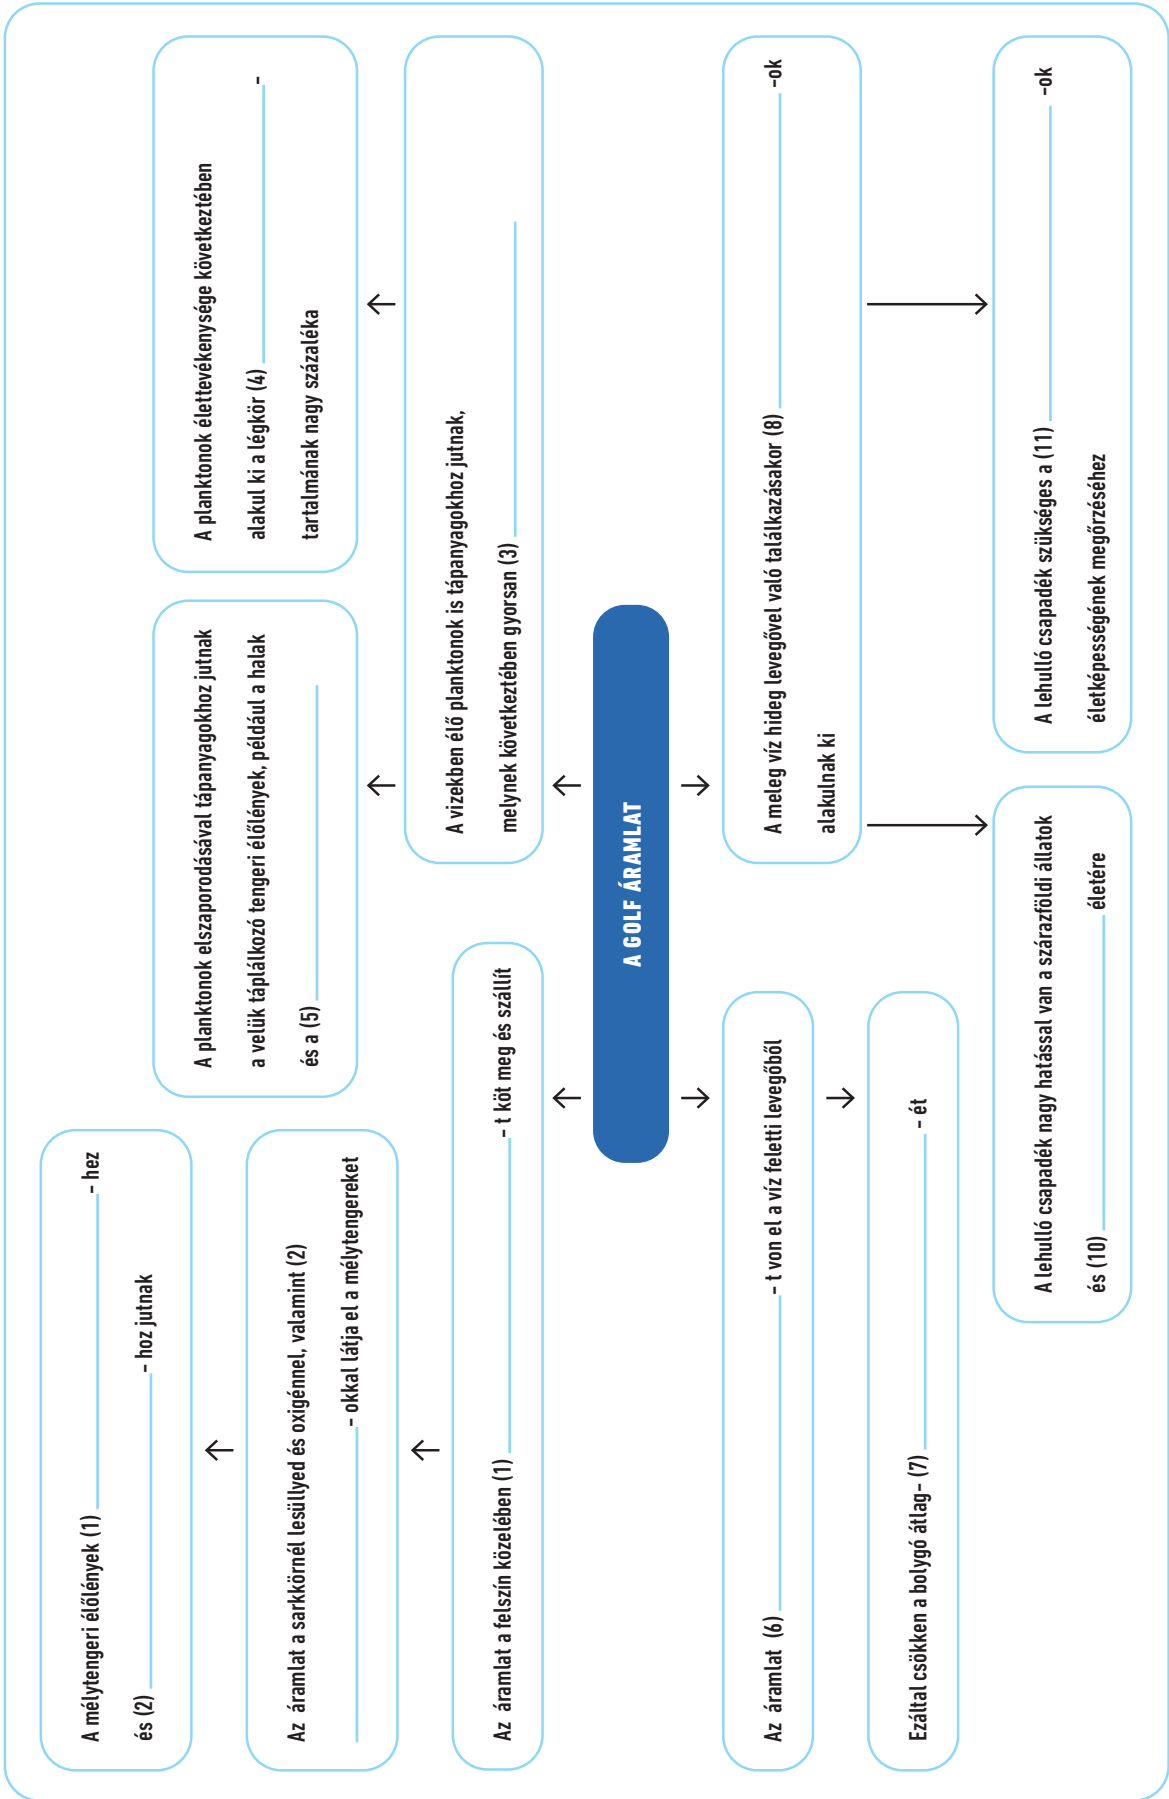 A mélytengeri élőlények (1) – hez
és (2) – hoz jutnak
A planktonok elszaporodásával tápanyagokhoz jutnak
a velük táplálkozó tengeri élőlények, például a halak
és a (5)
A planktonok élettevékenysége következtében
alakul ki a légkör (4) –
tartalmának nagy százaléka
Az áramlat a sarkkörnél lesüllyed és oxigénnel, valamint (2)
– okkal látja el a mélytengereket
Az áramlat a felszín közelében (1) – t köt meg és szállít
A vizekben élő planktonok is tápanyagokhoz jutnak,
melynek következtében gyorsan (3)
A GOLF ÁRAMLAT
Az áramlat (6) – t von el a víz feletti levegőből
A meleg víz hideg levegővel való találkozásakor (8) –ok
alakulnak ki
Ezáltal csökken a bolygó átlag– (7) – ét
A lehulló csapadék nagy hatással van a szárazföldi állatok
és (10) életére
A lehulló csapadék szükséges a (11) –ok
életképességének megőrzéséhez